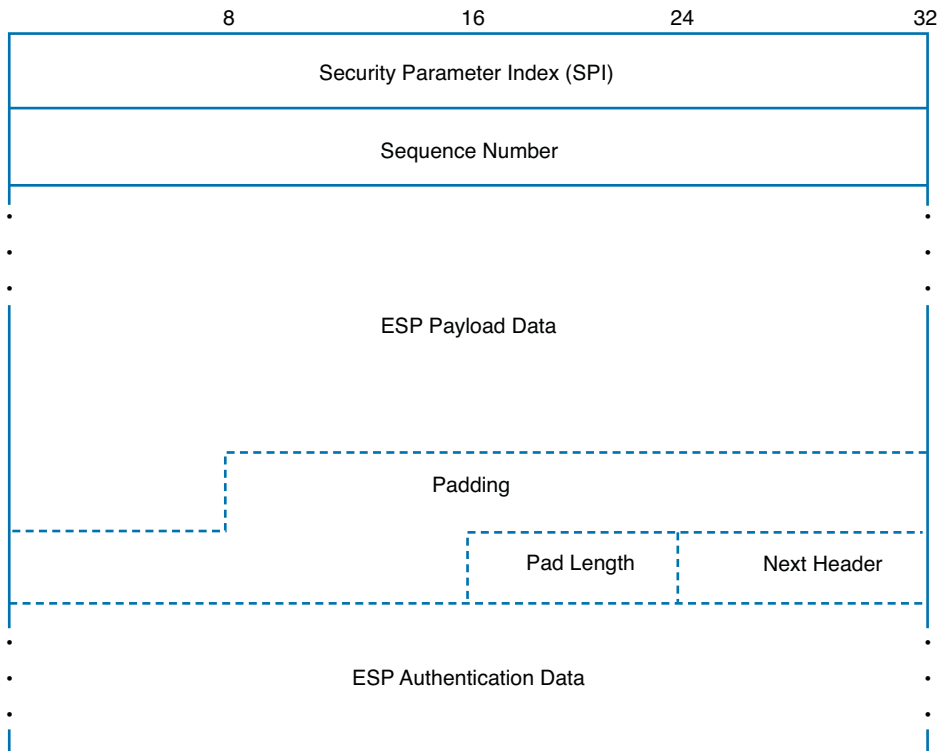 8 16 24 32
Security Parameter Index (SPI)
Sequence Number
ESP Payload Data
Padding
Pad Length Next Header
ESP Authentication Data